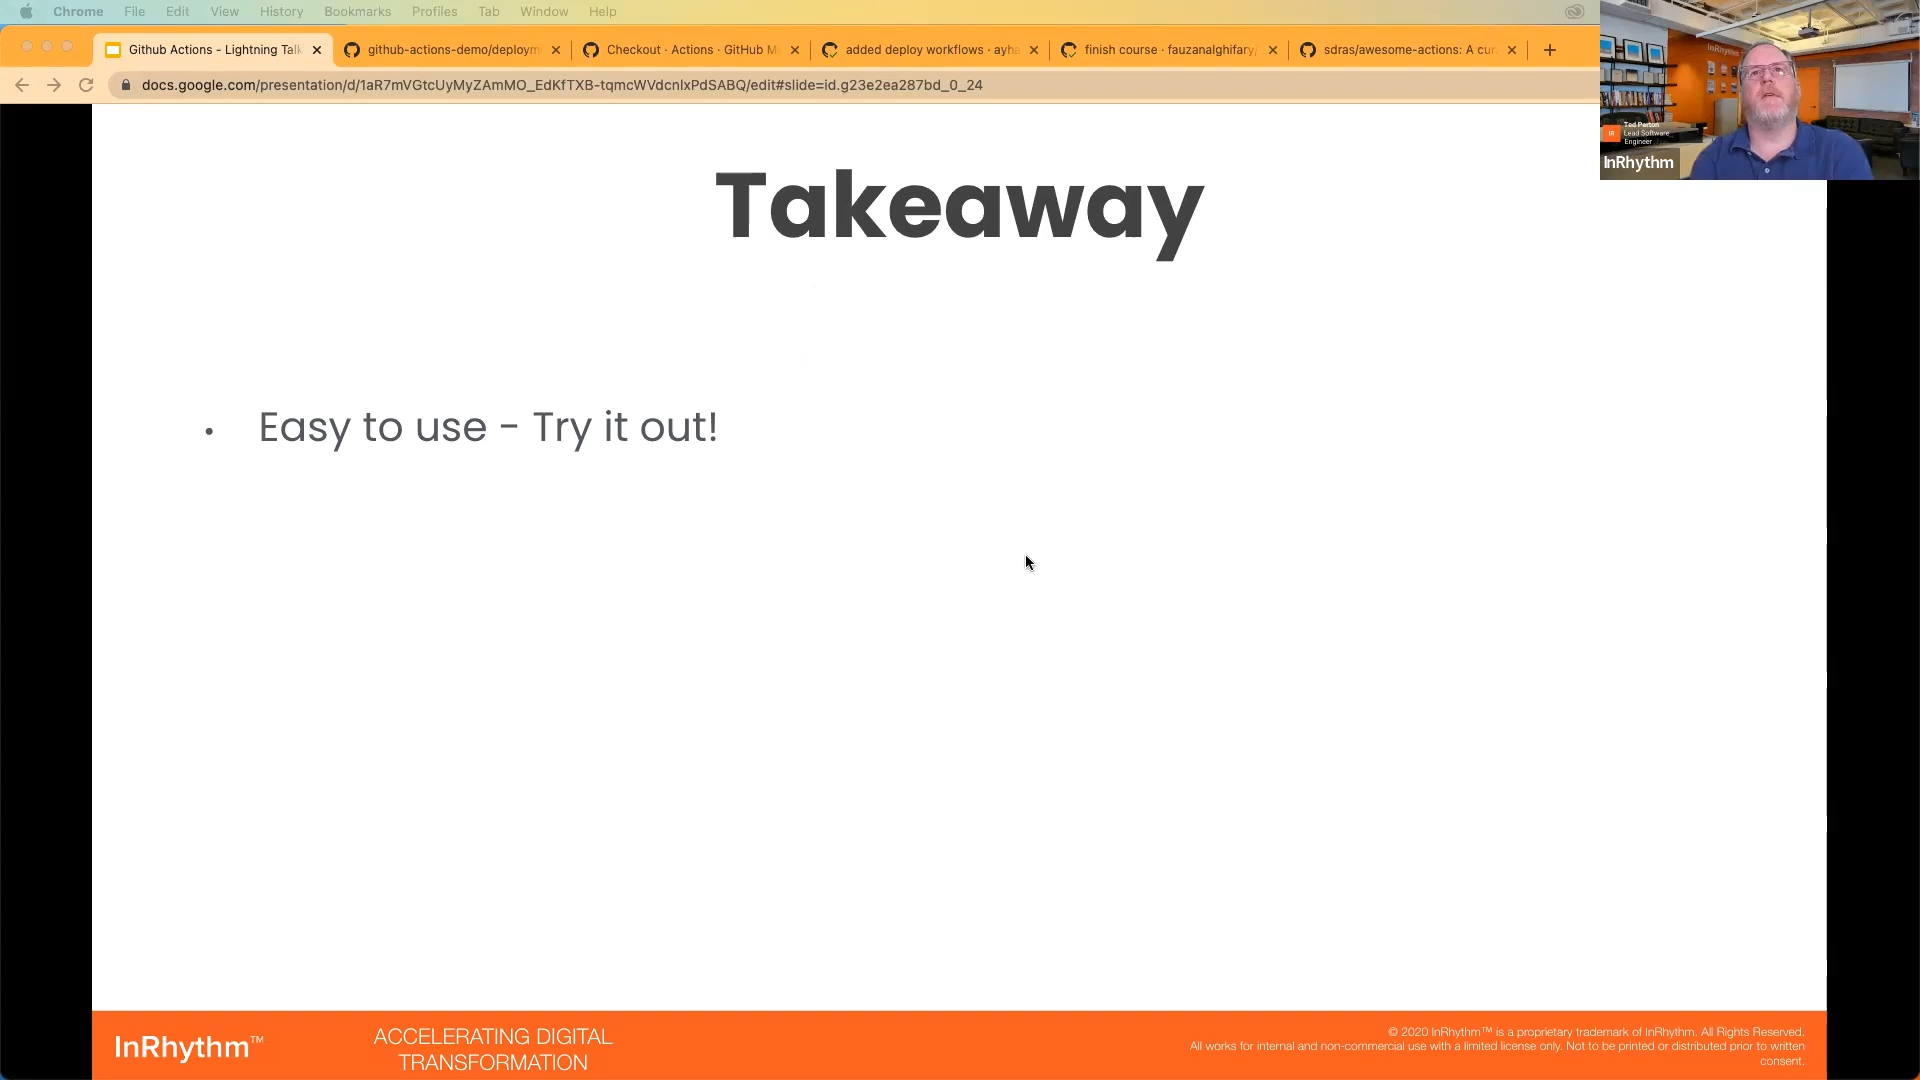 Chrome File Edit View History Bookmarks Profiles Tab Window Help
Github Actions - Lightning Talk
github-actions-demo/deploym
Checkout · Actions · GitHub M
added deploy workflows · ayha
finish course · fauzanalghifary/
sdras/awesome-actions: A cur
docs.google.com/presentation/d/1aR7mVGtcUyMyZAmMO_EdKfTXB-tqmcWVdcnlxPdSABQ/edit#slide=id.g23e2ea287bd_0_24
Ted Parton
Lead Software
Engineer
InRhythm
Takeaway
• Easy to use - Try it out!
InRhythm™
ACCELERATING DIGITAL
TRANSFORMATION
© 2020 InRhythm™ is a proprietary trademark of InRhythm. All Rights Reserved.
All works for internal and non-commercial use with a limited license only. Not to be printed or distributed prior to written
consent.